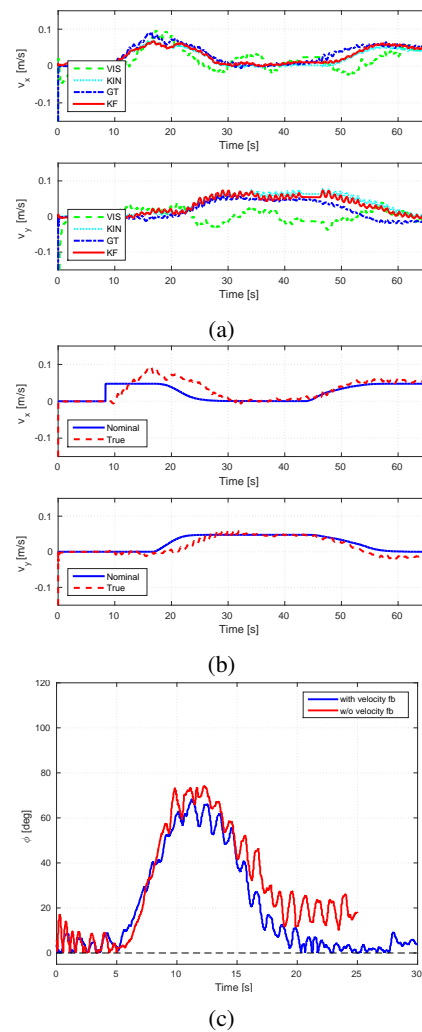 0.1
0
-0.1
v_x [m/s]
VIS
KIN
GT
KF
0 10 20 30 40 50 60
Time [s]
0.1
0
-0.1
v_y [m/s]
VIS
KIN
GT
KF
0 10 20 30 40 50 60
Time [s]
(a)
0.1
0
-0.1
v_x [m/s]
Nominal
True
0 10 20 30 40 50 60
Time [s]
0.1
0
-0.1
v_y [m/s]
Nominal
True
0 10 20 30 40 50 60
Time [s]
(b)
120
100
80
60
40
20
0
ϕ [deg]
with velocity fb
w/o velocity fb
0 5 10 15 20 25 30
Time [s]
(c)